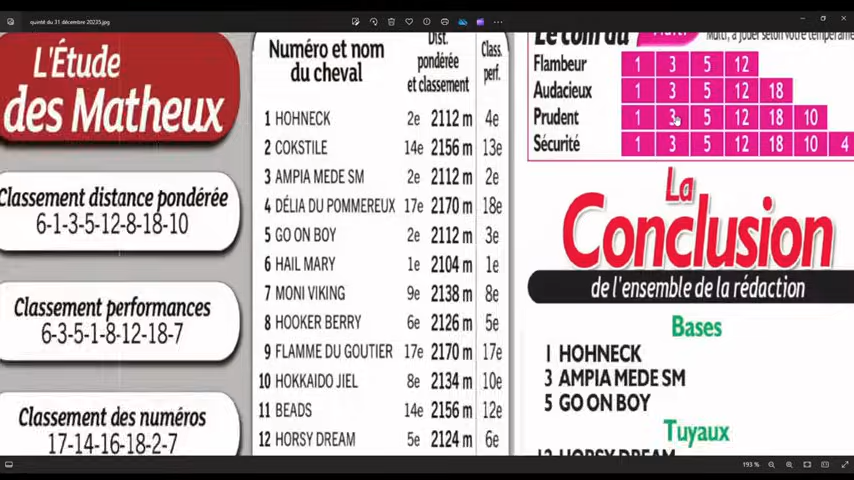 quinté du 31 décembre 20235.jpg
L'Étude
des Matheux
Classement distance pondérée
6-1-3-5-12-8-18-10
Classement performances
6-3-5-1-8-12-18-7
Classement des numéros
17-14-16-18-2-7
Numéro et nom
du cheval
Dist.
pondérée
et classement
Class.
perf.
1 HOHNECK 2e 2112 m 4e
2 COKSTILE 14e 2156 m 13e
3 AMPIA MEDE SM 2e 2112 m 2e
4 DÉLIA DU POMMEREUX 17e 2170 m 18e
5 GO ON BOY 2e 2112 m 3e
6 HAIL MARY 1e 2104 m 1e
7 MONI VIKING 9e 2138 m 8e
8 HOOKER BERRY 6e 2126 m 5e
9 FLAMME DU GOUTIER 17e 2170 m 17e
10 HOKKAIDO JIEL 8e 2134 m 10e
11 BEADS 14e 2156 m 12e
12 HORSY DREAM 5e 2124 m 6e
Le coin du Multi Multi, à jouer selon votre tempérament
Flambeur 1 3 5 12
Audacieux 1 3 5 12 18
Prudent 1 3 5 12 18 10
Sécurité 1 3 5 12 18 10 4
La
Conclusion
de l'ensemble de la rédaction
Bases
1 HOHNECK
3 AMPIA MEDE SM
5 GO ON BOY
Tuyaux
12 HORSY DREAM
193 %